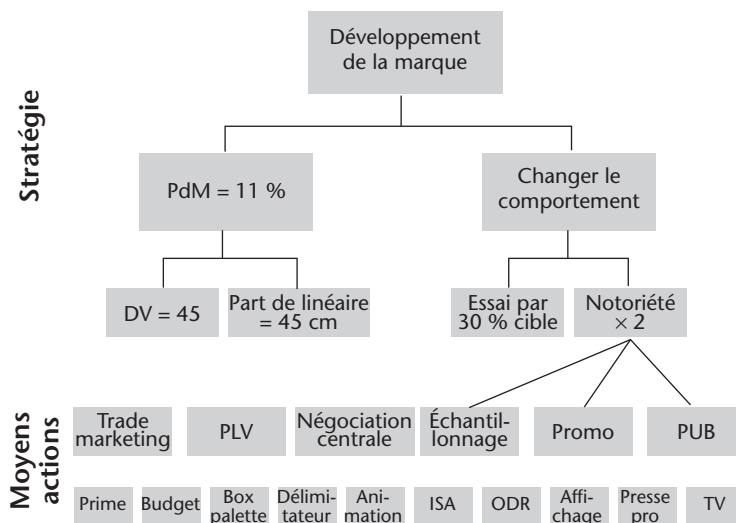 Développement
de la marque
Stratégie
PdM = 11 %
Changer le
comportement
DV = 45
Part de linéaire
= 45 cm
Essai par
30 % cible
Notoriété
× 2
Moyens
actions
Trade
marketing
PLV
Négociation
centrale
Échantil-
lonnage
Promo
PUB
Prime
Budget
Box
palette
Délimi-
tateur
Ani-
mation
ISA
ODR
Affi-
chage
Presse
pro
TV